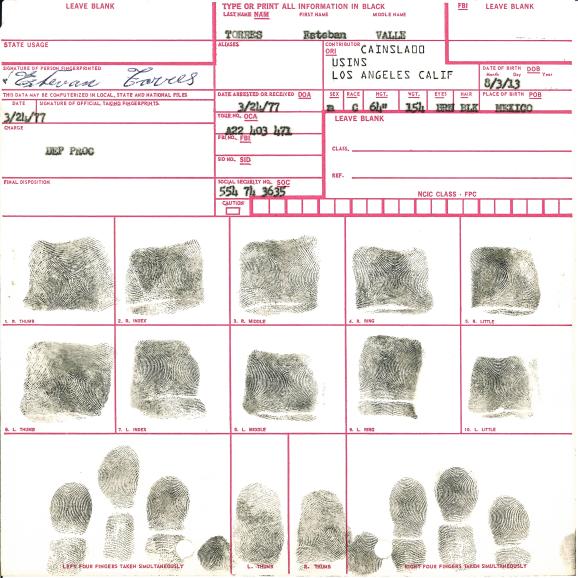 LEAVE BLANK
TYPE OR PRINT ALL INFORMATION IN BLACK
FBI LEAVE BLANK
LAST NAME NAM FIRST NAME MIDDLE NAME
TORRES Esteban VALLE
STATE USAGE
ALIASES
CONTRIBUTOR
ORI
CAINSLA00
USINS
LOS ANGELES CALIF
SIGNATURE OF PERSON FINGERPRINTED
Estevan Torres
DATE OF BIRTH DOB
Month Day Year
8/3/13
THIS DATA MAY BE COMPUTERIZED IN LOCAL, STATE AND NATIONAL FILES
DATE ARRESTED OR RECEIVED DOA
3/24/77
SEX RACE HGT. WGT. EYES HAIR PLACE OF BIRTH POB
C 64" 154 BRN BLK MEXICO
DATE SIGNATURE OF OFFICIAL TAKING FINGERPRINTS
3/24/77
YOUR NO. OCA
A22 403 471
LEAVE BLANK
CHARGE
DEP PROC
FBI NO. FBI
CLASS.
SID NO. SID
REF.
FINAL DISPOSITION
SOCIAL SECURITY NO. SOC
554 74 3635
NCIC CLASS - FPC
CAUTION
1. R. THUMB
2. R. INDEX
3. R. MIDDLE
4. R. RING
5. R. LITTLE
6. L. THUMB
7. L. INDEX
8. L. MIDDLE
9. L. RING
10. L. LITTLE
LEFT FOUR FINGERS TAKEN SIMULTANEOUSLY
L. THUMB
R. THUMB
RIGHT FOUR FINGERS TAKEN SIMULTANEOUSLY